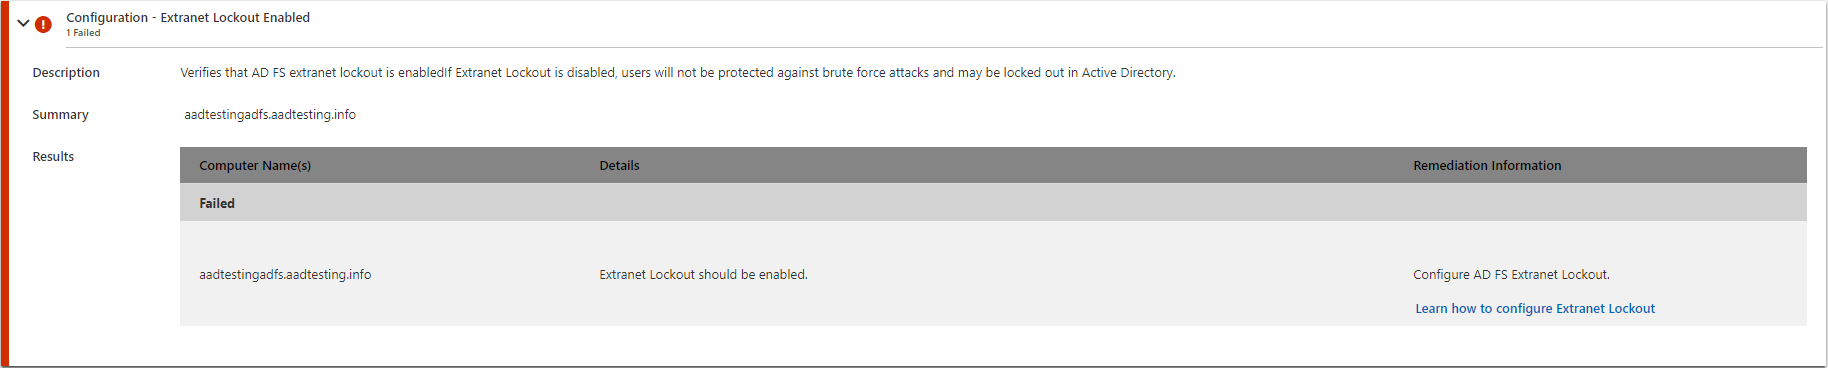 Configuration - Extranet Lockout Enabled
1 Failed
Description
Verifies that AD FS extranet lockout is enabledIf Extranet Lockout is disabled, users will not be protected against brute force attacks and may be locked out in Active Directory.
Summary
aadtestingadfs.aadtesting.info
Results
Computer Name(s) Details Remediation Information
Failed
aadtestingadfs.aadtesting.info Extranet Lockout should be enabled. Configure AD FS Extranet Lockout.
Learn how to configure Extranet Lockout